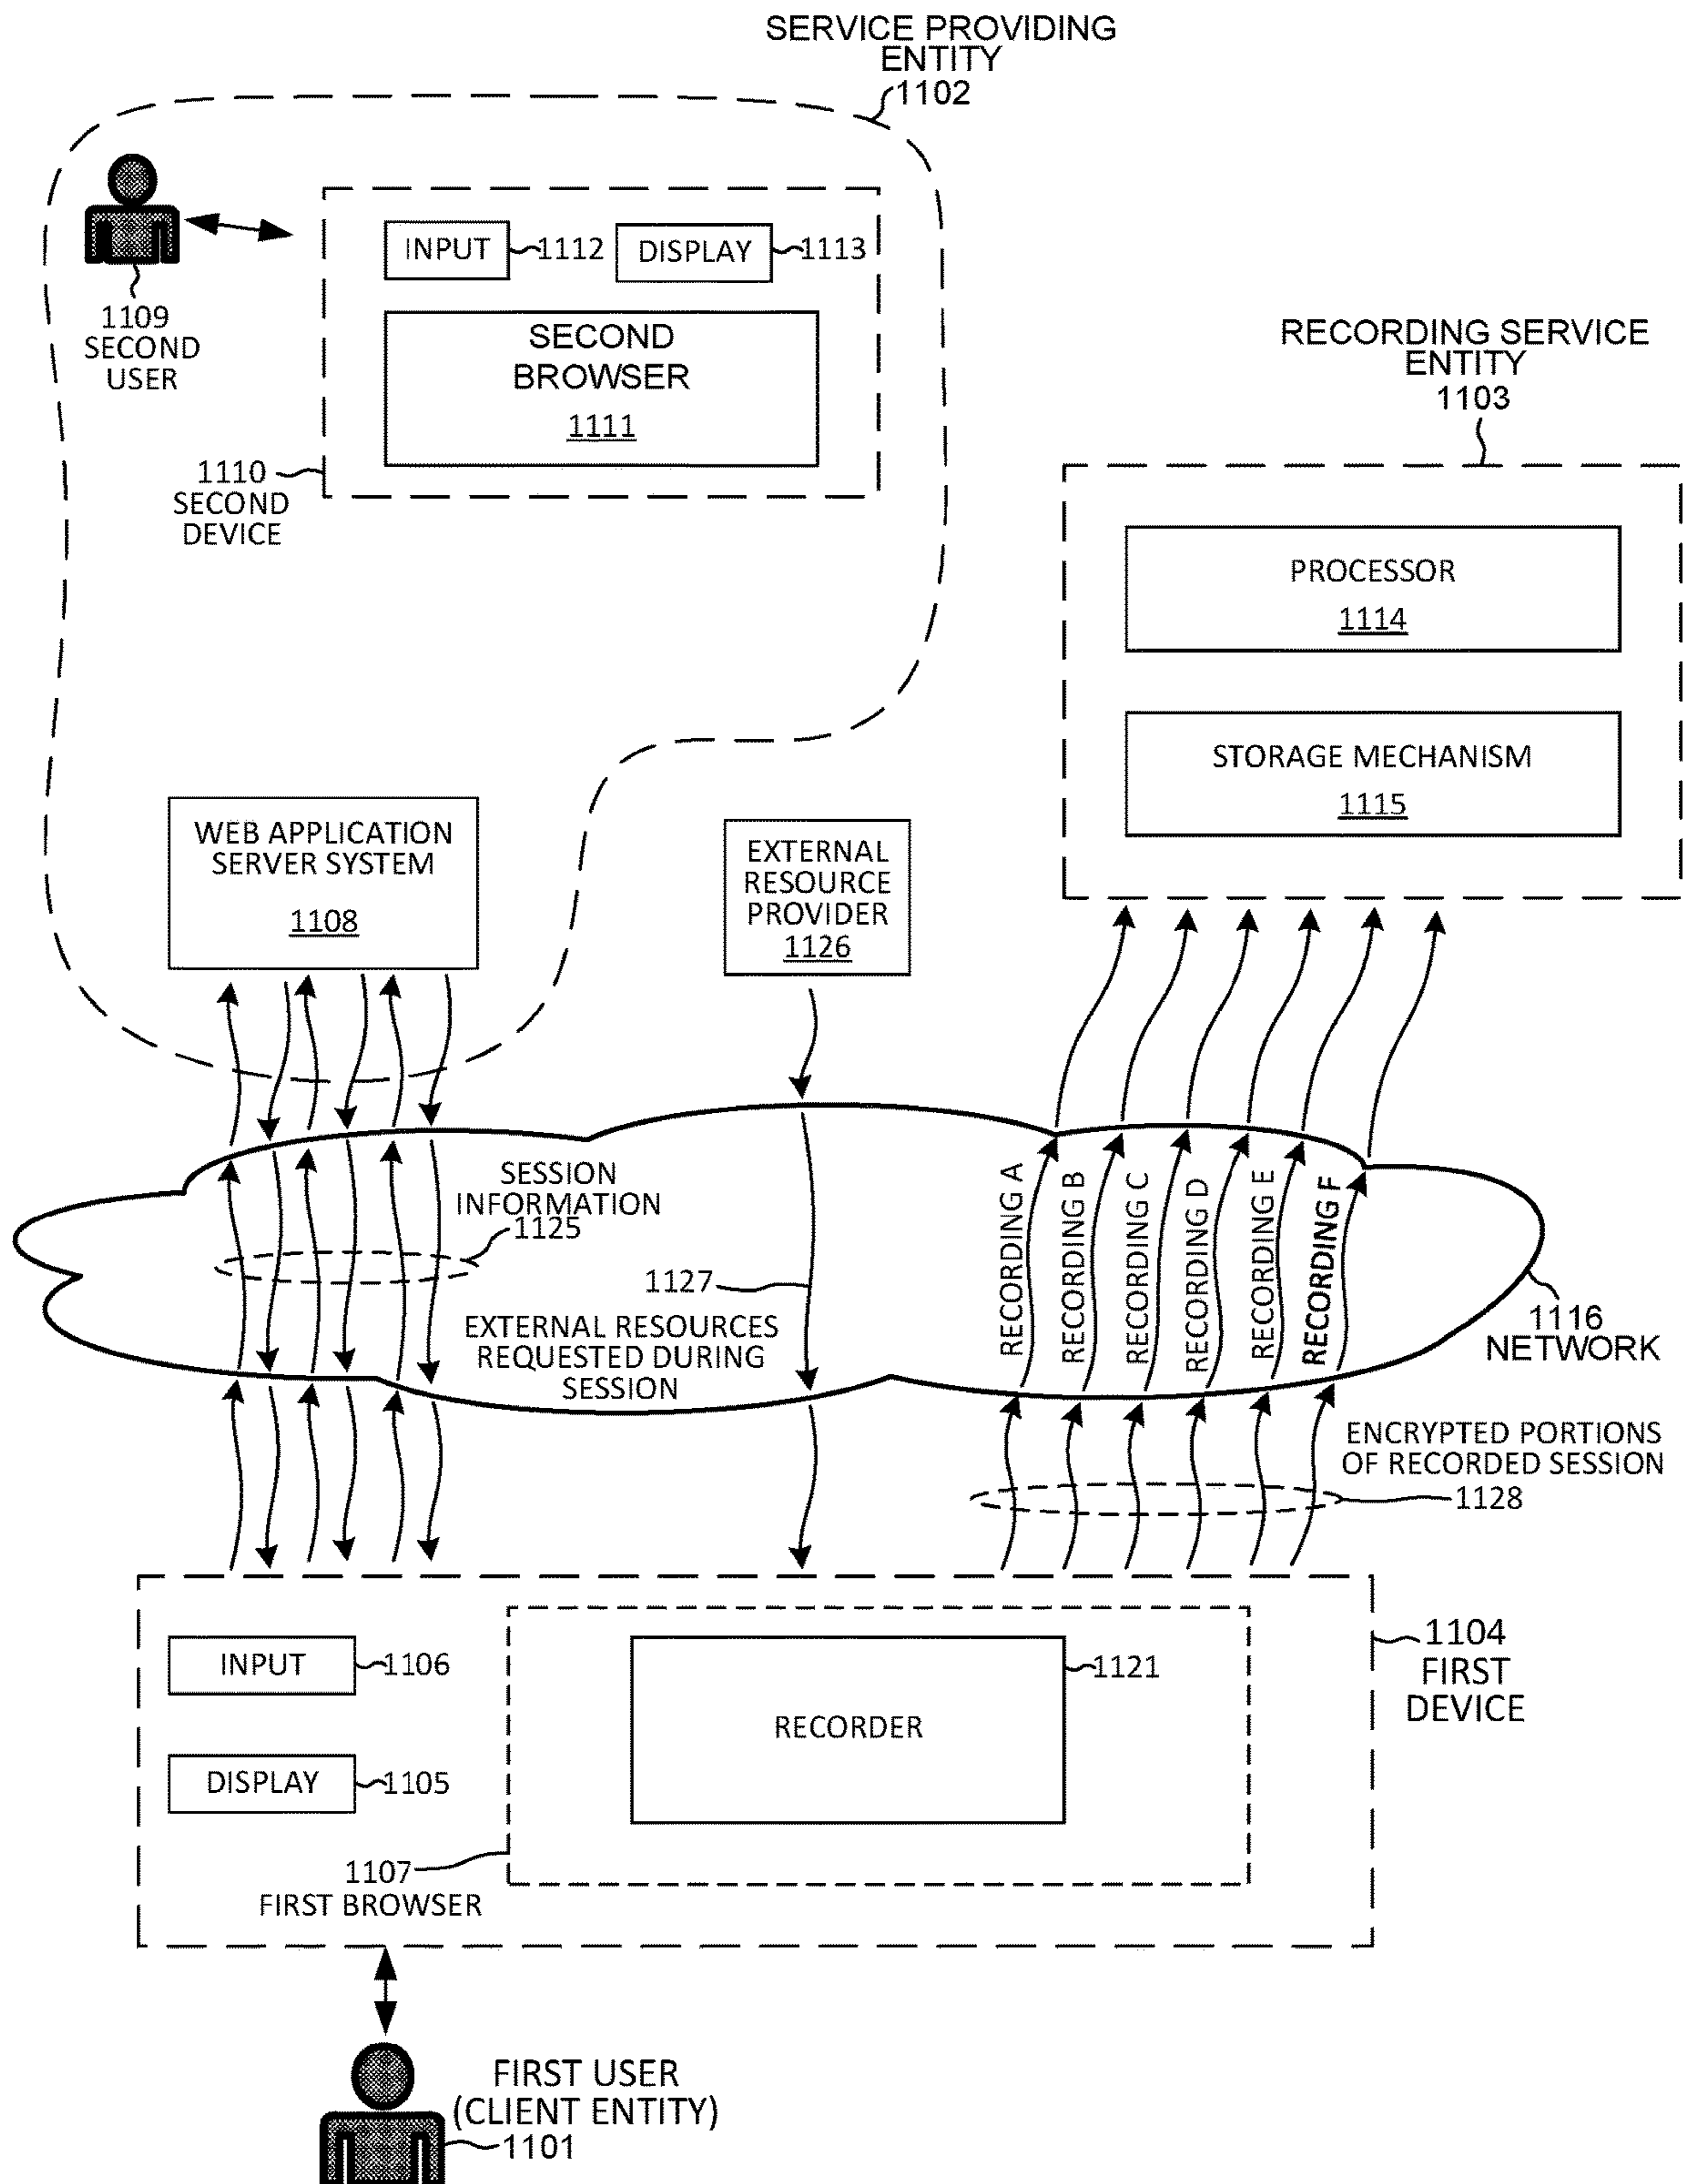 SERVICE PROVIDING
ENTITY
1102
INPUT
1112
DISPLAY
1113
1109
SECOND
USER
SECOND
BROWSER
1111
1110
SECOND
DEVICE
RECORDING SERVICE
ENTITY
1103
PROCESSOR
1114
STORAGE MECHANISM
1115
WEB APPLICATION
SERVER SYSTEM
1108
EXTERNAL
RESOURCE
PROVIDER
1126
SESSION
INFORMATION
1125
1127
EXTERNAL RESOURCES
REQUESTED DURING
SESSION
RECORDING A
RECORDING B
RECORDING C
RECORDING D
RECORDING E
RECORDING F
1116
NETWORK
ENCRYPTED PORTIONS
OF RECORDED SESSION
1128
INPUT
1106
DISPLAY
1105
RECORDER
1121
1104
FIRST
DEVICE
1107
FIRST BROWSER
FIRST USER
(CLIENT ENTITY)
1101